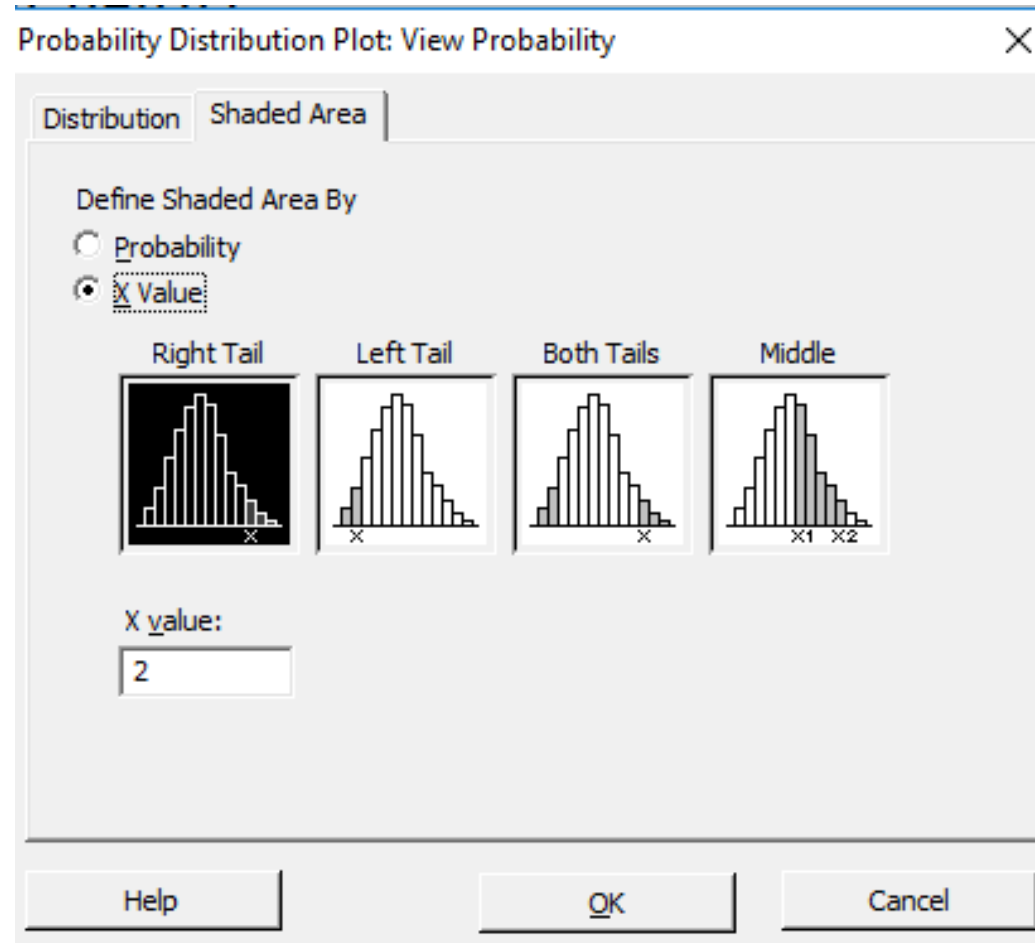 Probability Distribution Plot: View Probability
Distribution Shaded Area
Define Shaded Area By
Probability
X Value
Right Tail Left Tail Both Tails Middle
X X X X1 X2
X value:
2
Help OK Cancel